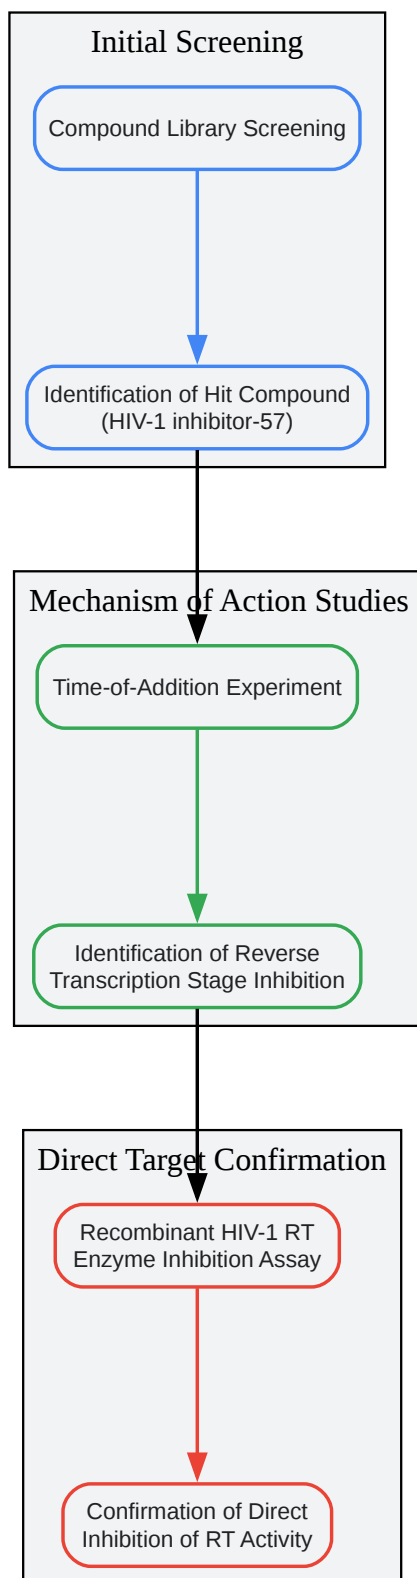 Initial Screening
Compound Library Screening
Identification of Hit Compound
(HIV-1 inhibitor-57)
Mechanism of Action Studies
Time-of-Addition Experiment
Identification of Reverse
Transcription Stage Inhibition
Direct Target Confirmation
Recombinant HIV-1 RT
Enzyme Inhibition Assay
Confirmation of Direct
Inhibition of RT Activity